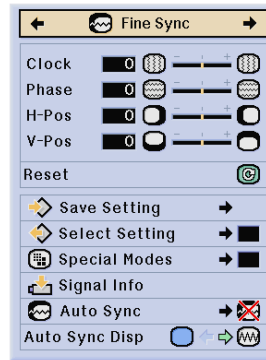 Fine Sync
Clock 0
Phase 0
H-Pos 0
V-Pos 0
Reset
Save Setting
Select Setting
Special Modes
Signal Info
Auto Sync
Auto Sync Disp